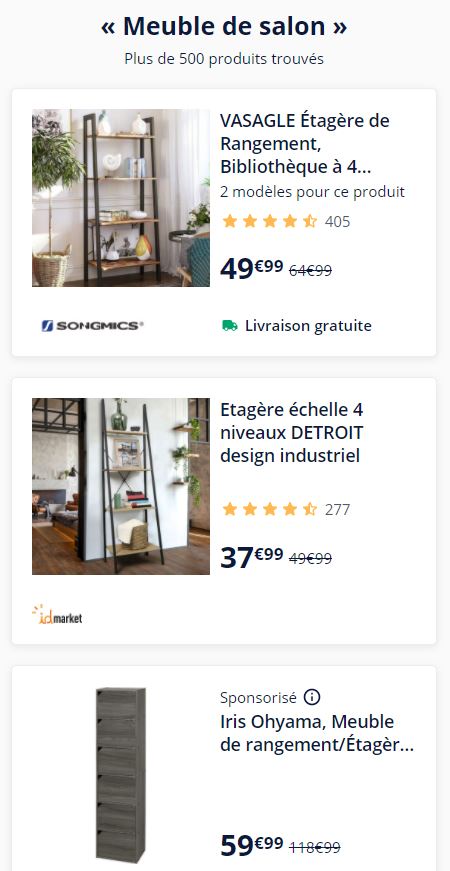 « Meuble de salon »
Plus de 500 produits trouvés
VASAGLE Étagère de
Rangement,
Bibliothèque à 4...
2 modèles pour ce produit
405
49€99 64€99
SONGMICS®
Livraison gratuite
Etagère échelle 4
niveaux DETROIT
design industriel
277
37€99 49€99
idmarket
Sponsorisé
Iris Ohyama, Meuble
de rangement/Étagèr...
59€99 118€99